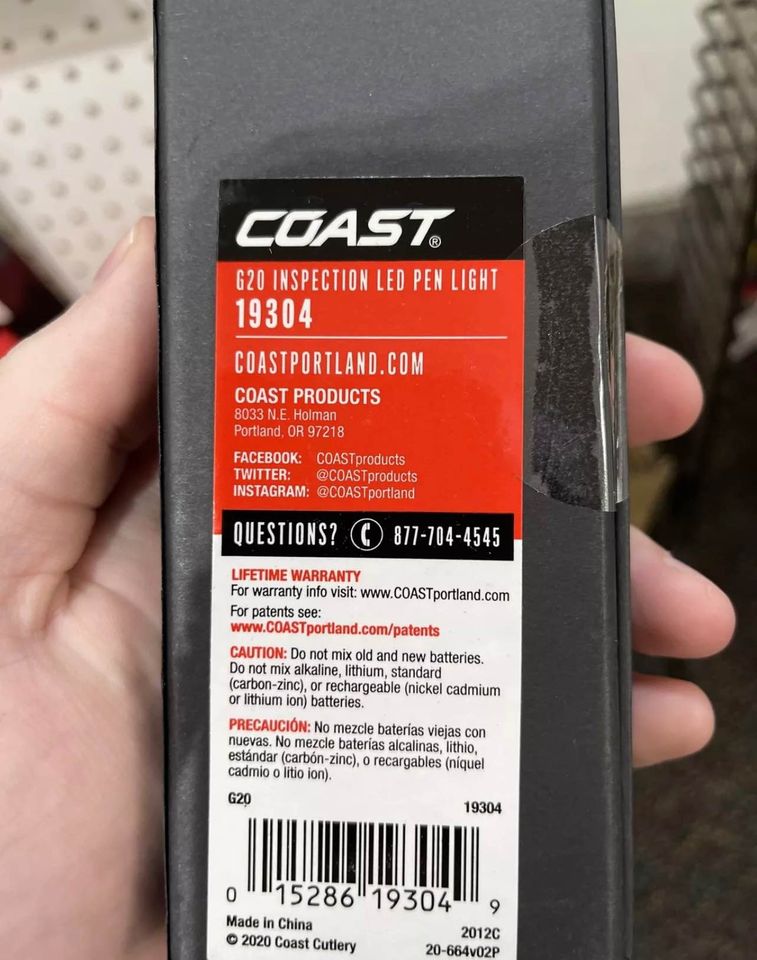 COAST®
G20 INSPECTION LED PEN LIGHT
19304
COASTPORTLAND.COM
COAST PRODUCTS
8033 N.E. Holman
Portland, OR 97218
FACEBOOK: COASTproducts
TWITTER: @COASTproducts
INSTAGRAM: @COASTportland
QUESTIONS? 877-704-4545
LIFETIME WARRANTY
For warranty info visit: www.COASTportland.com
For patents see:
www.COASTportland.com/patents
CAUTION: Do not mix old and new batteries.
Do not mix alkaline, lithium, standard
(carbon-zinc), or rechargeable (nickel cadmium
or lithium ion) batteries.
PRECAUCIÓN: No mezcle baterías viejas con
nuevas. No mezcle baterías alcalinas, lithio,
estándar (carbón-zinc), o recargables (níquel
cadmio o litio ion).
G20 19304
0 15286 19304 9
Made in China
© 2020 Coast Cutlery
2012C
20-664v02P